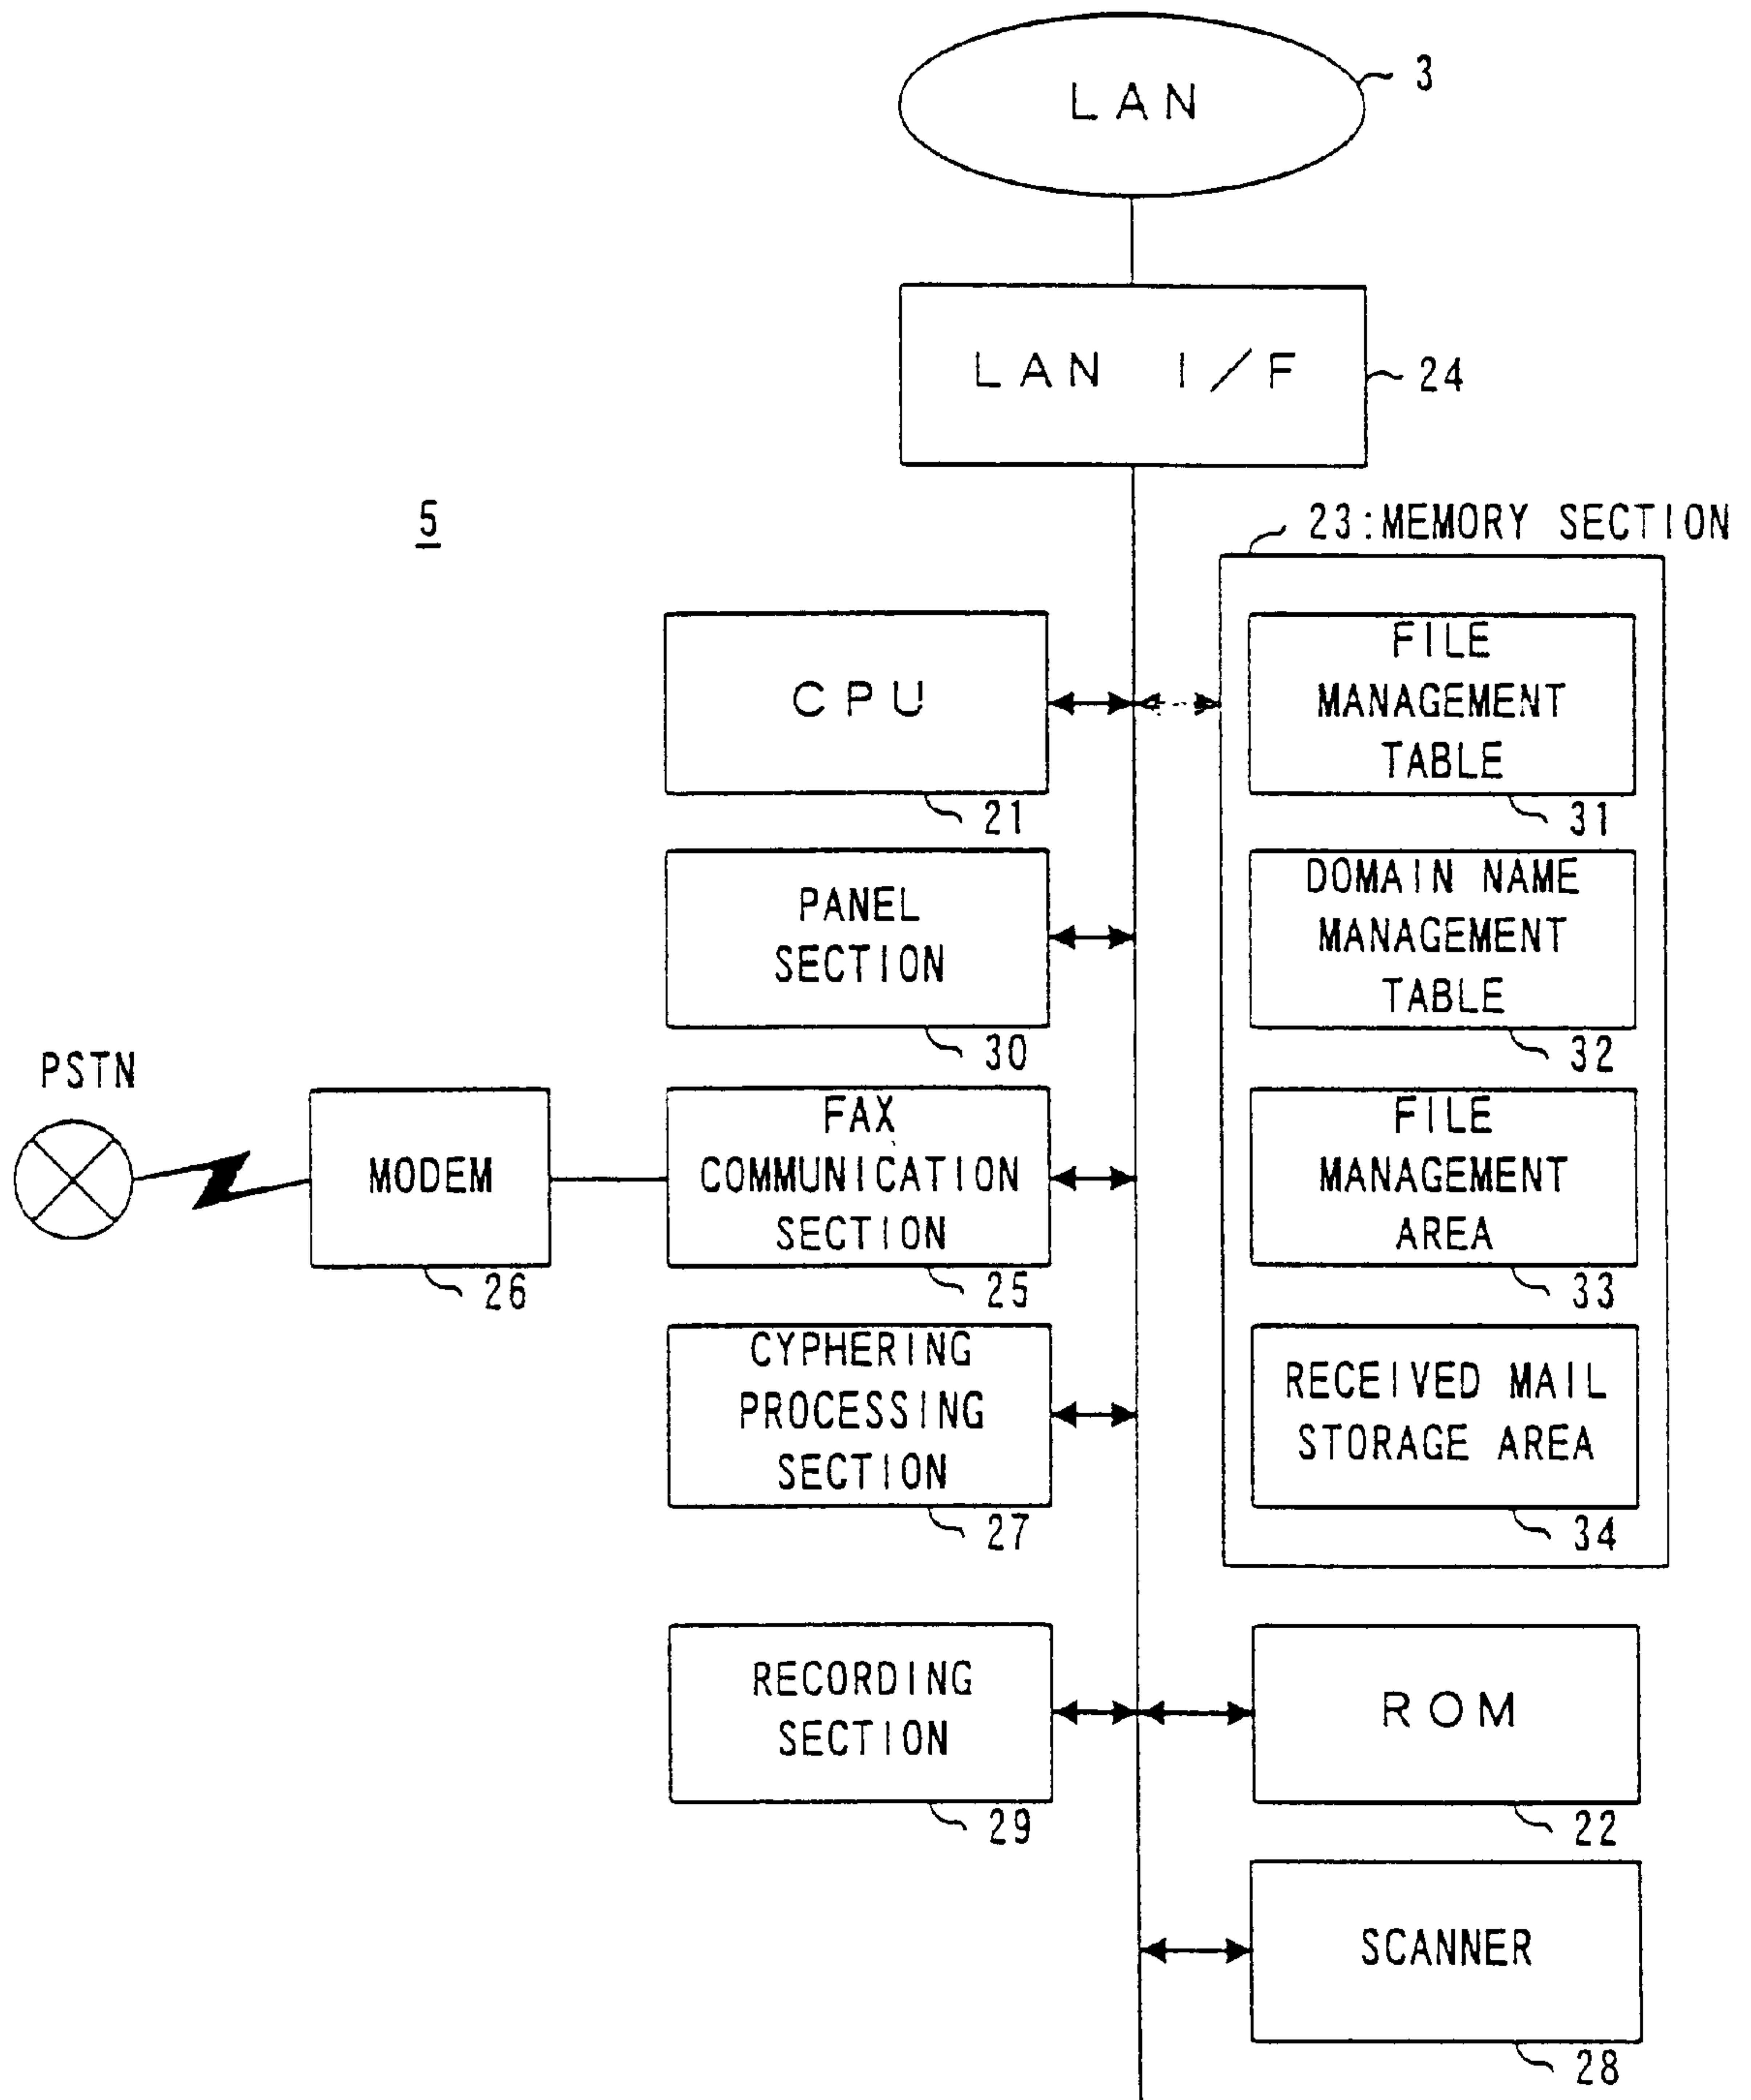 LAN
3
LAN I/F
24
5
23:MEMORY SECTION
CPU
21
FILE
MANAGEMENT
TABLE
31
PANEL
SECTION
30
DOMAIN NAME
MANAGEMENT
TABLE
32
PSTN
MODEM
26
FAX
COMMUNICATION
SECTION
25
FILE
MANAGEMENT
AREA
33
CYPHERING
PROCESSING
SECTION
27
RECEIVED MAIL
STORAGE AREA
34
RECORDING
SECTION
29
ROM
22
SCANNER
28